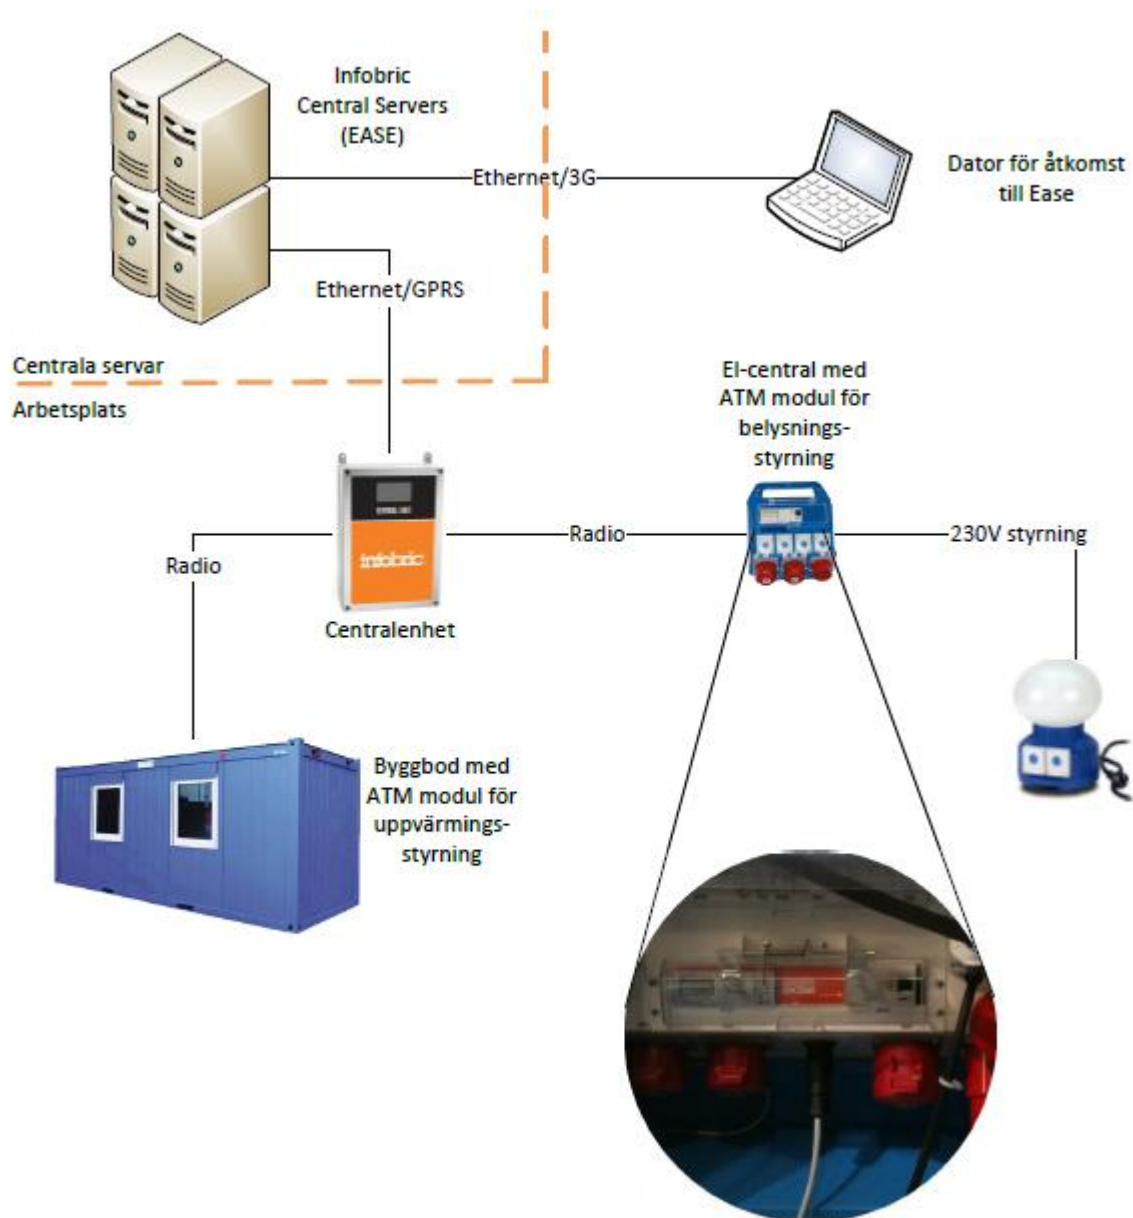 Infobric
Central Servers
(EASE)
Ethernet/3G
Dator för åtkomst
till Ease
Ethernet/GPRS
Centrala servar
Arbetsplats
El-central med
ATM modul för
belysnings-
styrning
Radio
Radio
230V styrning
infobric
Centralenhet
Byggbod med
ATM modul för
uppvärmings-
styrning